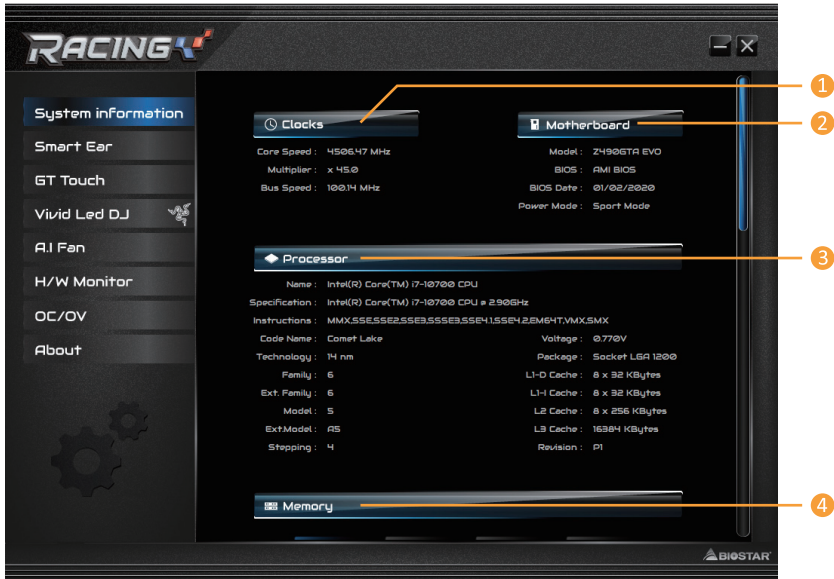 RACING
System information
Smart Ear
GT Touch
Vivid Led DJ
A.I Fan
H/W Monitor
OC/OV
About
Clocks
Core Speed : 4506.47 MHz
Multiplier : x 45.0
Bus Speed : 100.14 MHz
1
Motherboard
Model : Z490GTA EVO
BIOS : AMI BIOS
BIOS Date : 01/02/2020
Power Mode : Sport Mode
2
Processor
3
Name : Intel(R) Core(TM) i7-10700 CPU
Specification : Intel(R) Core(TM) i7-10700 CPU @ 2.90GHz
Instructions : MMX,SSE,SSE2,SSE3,SSSE3,SSE4.1,SSE4.2,EM64T,VMX,SMX
Code Name : Comet Lake
Technology : 14 nm
Family : 6
Ext. Family : 6
Model : 5
Ext.Model : A5
Stepping : 4
Voltage : 0.770V
Package : Socket LGA 1200
L1-D Cache : 8 x 32 KBytes
L1-I Cache : 8 x 32 KBytes
L2 Cache : 8 x 256 KBytes
L3 Cache : 16384 KBytes
Revision : P1
Memory
4
BIOSTAR